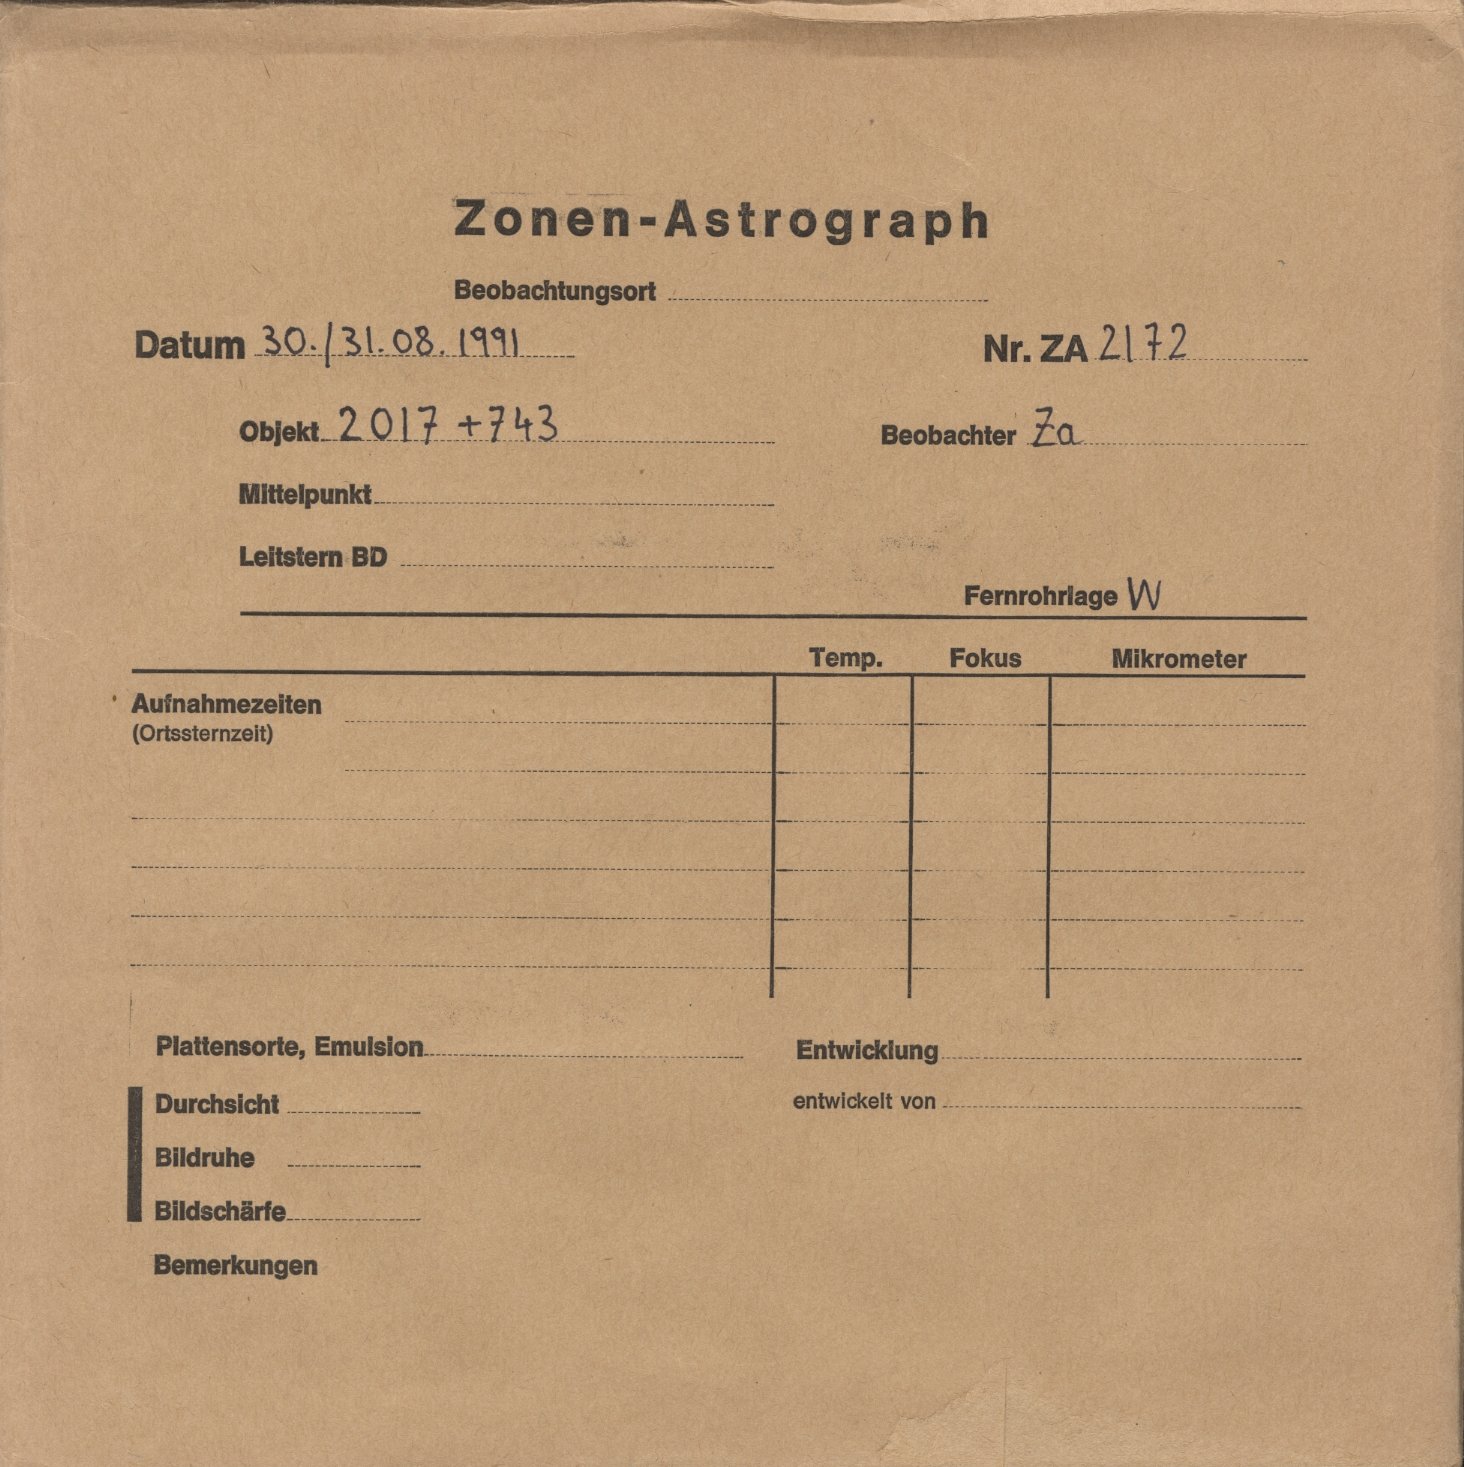 Zonen-Astrograph
Beobachtungsort
Datum 30./31.08.1991 Nr. ZA 2172
Objekt 2017 +743 Beobachter Za
Mittelpunkt
Leitstern BD
Fernrohrlage W
Temp. Fokus Mikrometer
Aufnahmezeiten
(Ortssternzeit)
Plattensorte, Emulsion Entwicklung
Durchsicht entwickelt von
Bildruhe
Bildschärfe
Bemerkungen